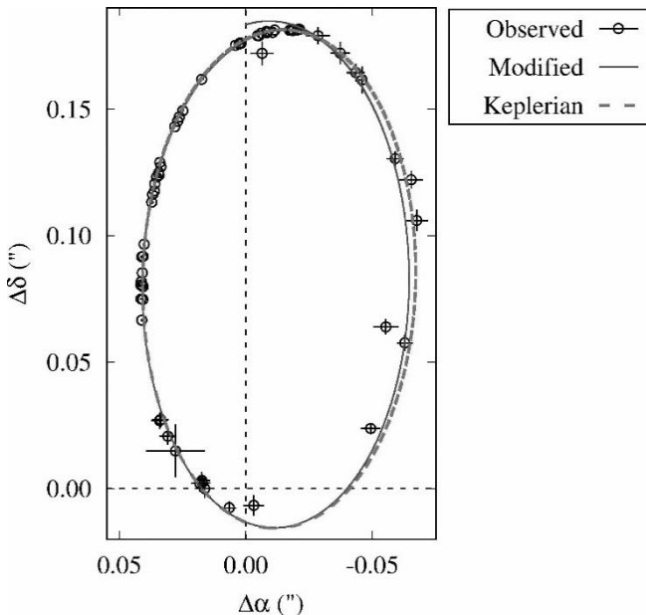 Observed
Modified
Keplerian
0.15
0.10
0.05
0.00
Δδ (")
0.05 0.00 -0.05
Δα (")